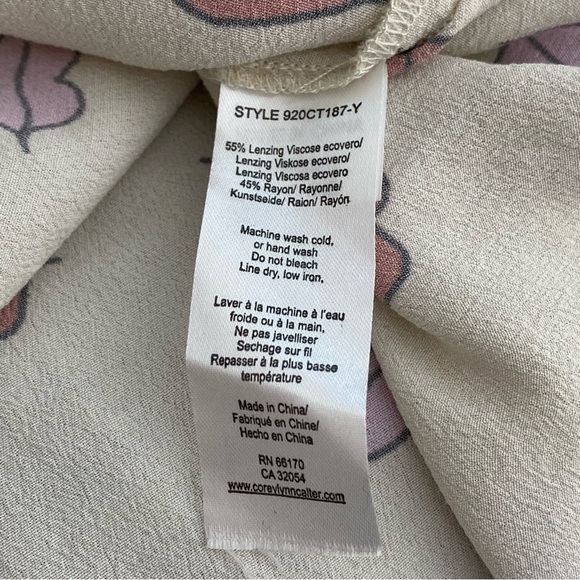 STYLE 920CT187-Y
55% Lenzing Viscose ecovero/
Lenzing Viskose ecovero/
Lenzing Viscosa ecovero
45% Rayon/ Rayonne/
Kunstseide/ Raion/ Rayón
Machine wash cold,
or hand wash
Do not bleach
Line dry, low iron,
Laver à la machine à l'eau
froide ou à la main,
Ne pas javelliser
Sechage sur fil
Repasser à la plus basse
température
Made in China/
Fabriqué en Chine/
Hecho en China
RN 66170
CA 32054
www.coreylynncalter.com